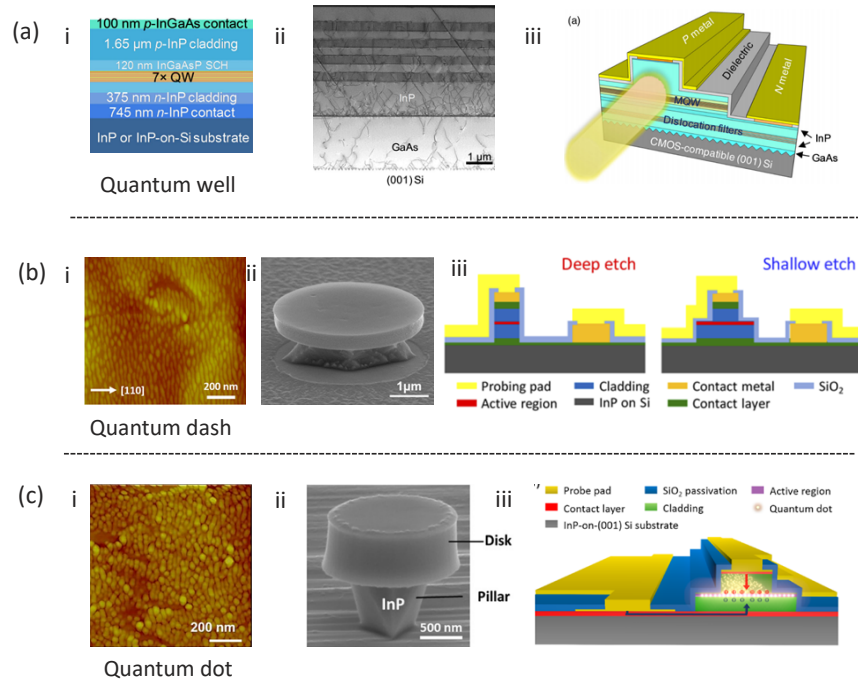 (a)
i
100 nm p-InGaAs contact
1.65 µm p-InP cladding
120 nm InGaAsP SCH
7× QW
375 nm n-InP cladding
745 nm n-InP contact
InP or InP-on-Si substrate
Quantum well
ii
InP
GaAs
1 µm
(001) Si
iii
(a)
P metal
Dielectric
N metal
MQW
Dislocation filters
CMOS-compatible (001) Si
InP
GaAs
(b)
i
[110]
200 nm
Quantum dash
ii
1µm
iii
Deep etch
Shallow etch
Probing pad
Cladding
Contact metal
SiO₂
Active region
InP on Si
Contact layer
(c)
i
200 nm
Quantum dot
ii
Disk
InP
Pillar
500 nm
iii
Probe pad
SiO₂ passivation
Active region
Contact layer
Cladding
Quantum dot
InP-on-(001) Si substrate